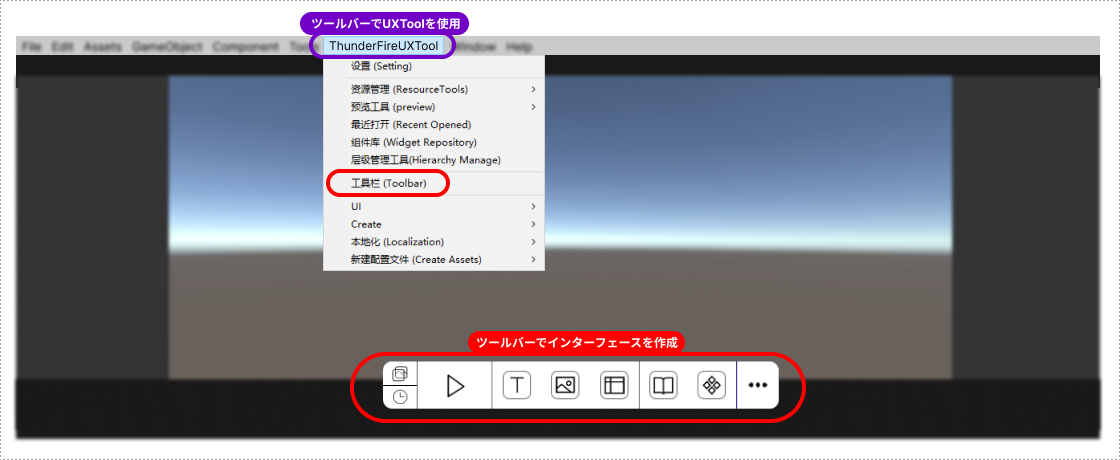 ツールバーでUXToolを使用
File Edit Assets GameObject Component Tools ThunderFireUXTool Window Help
设置 (Setting)
资源管理 (ResourceTools)
预览工具 (preview)
最近打开 (Recent Opened)
组件库 (Widget Repository)
层级管理工具(Hierarchy Manage)
工具栏 (Toolbar)
UI
Create
本地化 (Localization)
新建配置文件 (Create Assets)
ツールバーでインターフェースを作成